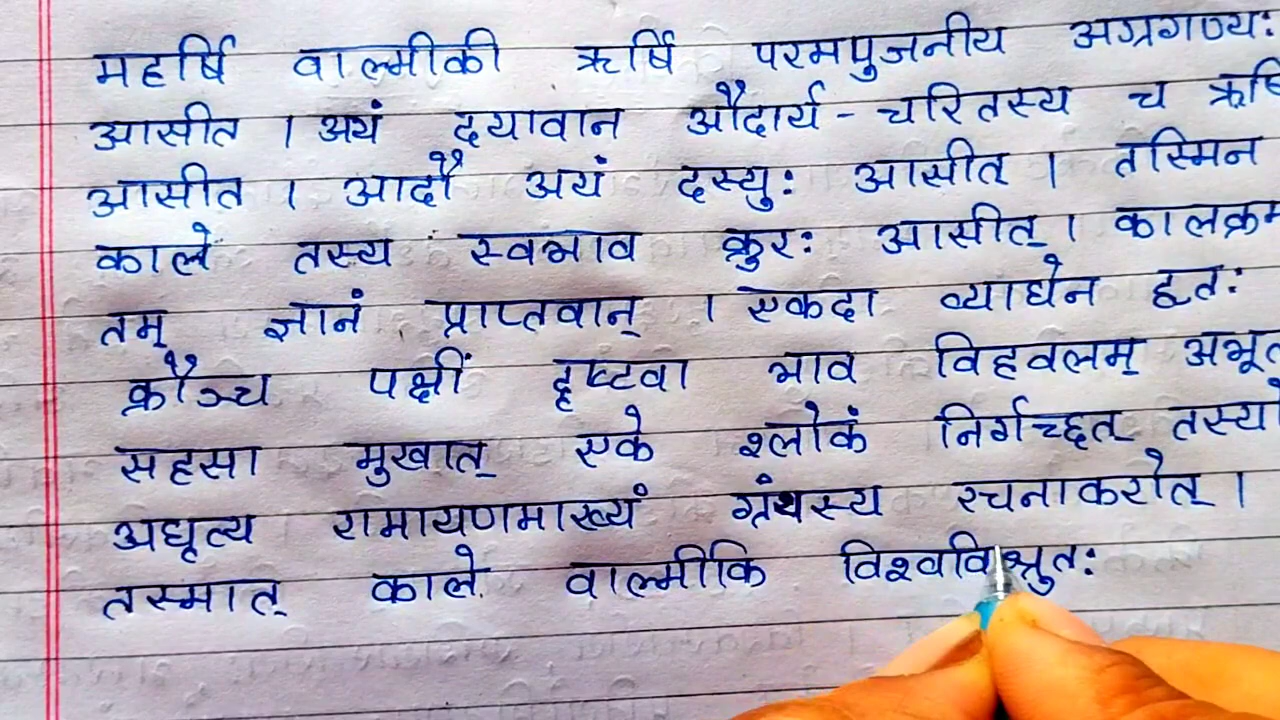 महर्षि वाल्मीकी ऋर्षि परमपुजनीय अग्रगण्य:
आसीत । अयं दयावान औदार्य - चरितस्य च ऋषि
आसीत । आदौ अयं दस्यु: आसीत् । तस्मिन
काले तस्य स्वभाव क्रुर: आसीत् । कालक्रम
तम् ज्ञानं प्राप्तवान् । एकदा व्याधेन हत:
क्रौञ्च पक्षीं दृष्टवा भाव विहवलम् अभूत
सहसा मुखात् एके श्लोकं निर्गच्छत्
अधृत्य रामायणमाख्यं ग्रंथस्य रचनाकरोत् ।
तस्मात् काले वाल्मीकि विश्वविश्रुत: